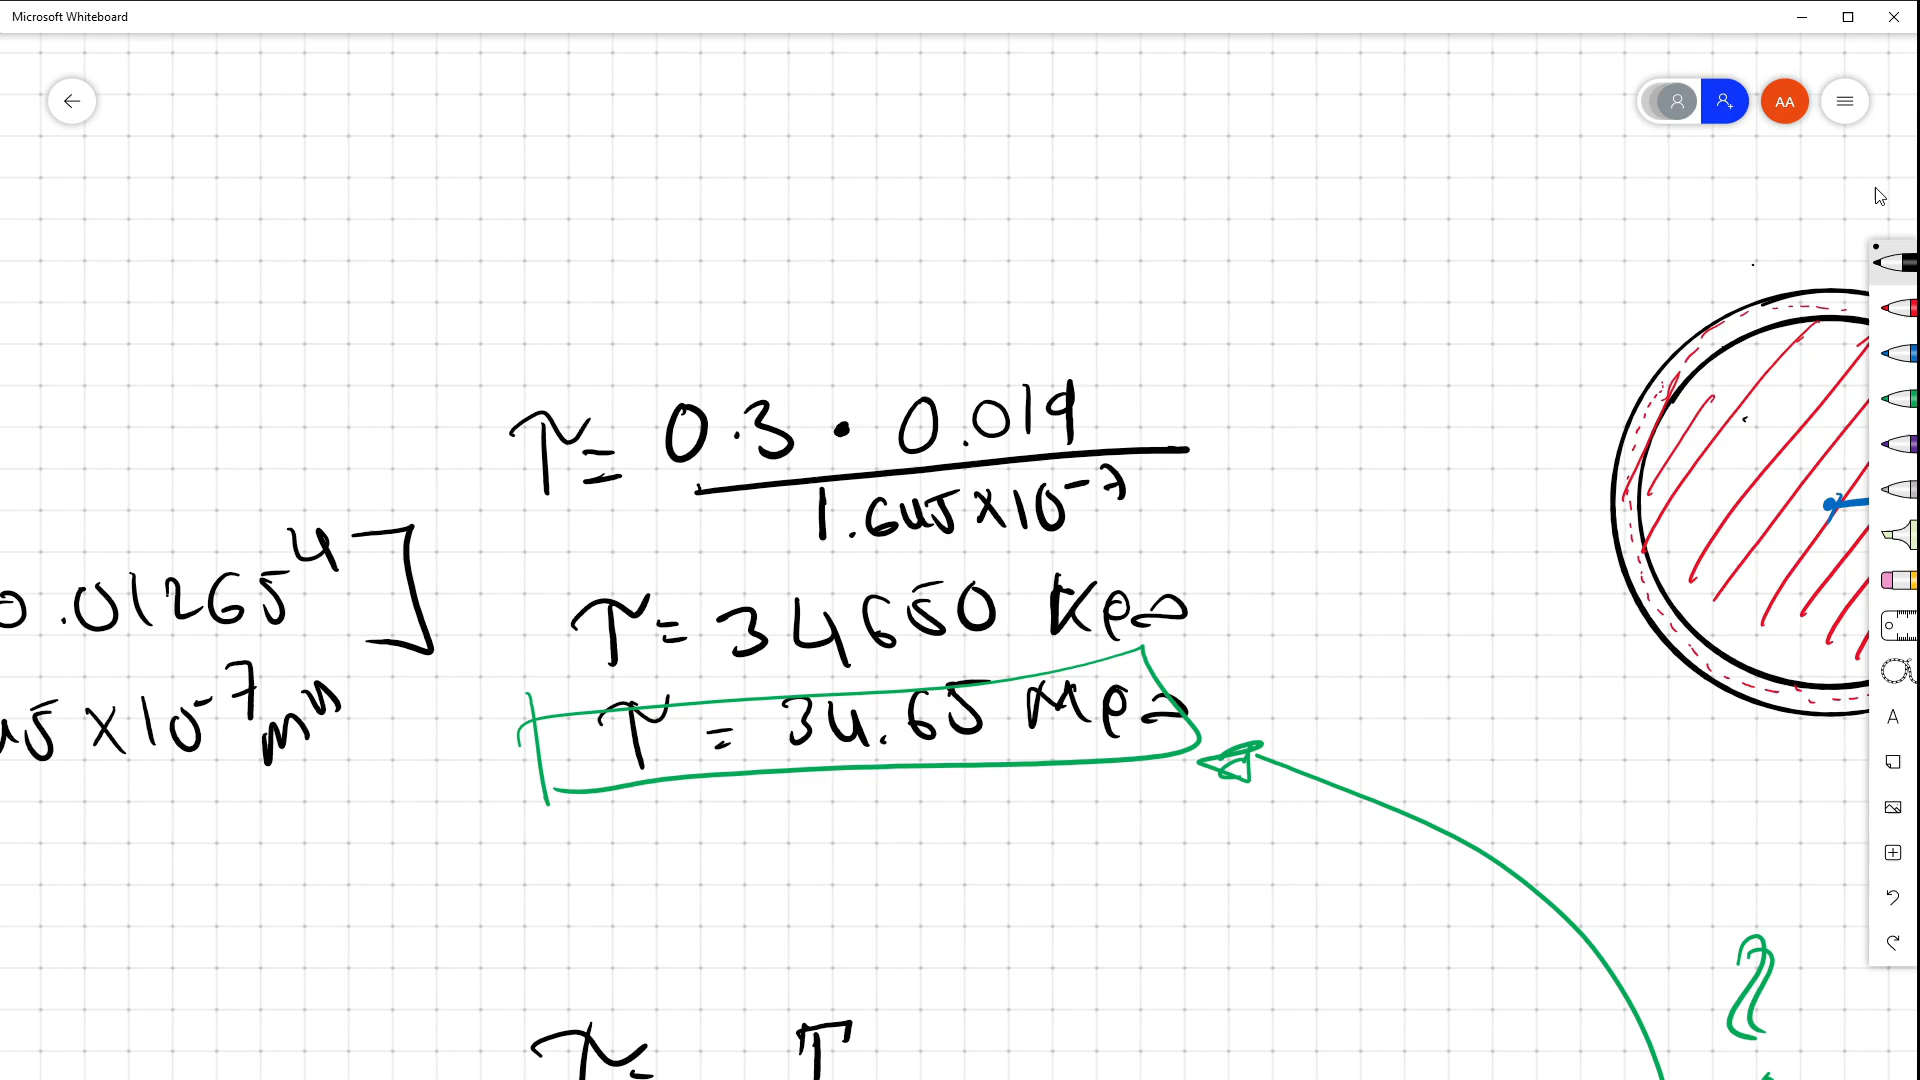 Microsoft Whiteboard
AA
τ = 0.3 · 0.019
1.645 × 10⁻⁷
0.01265⁴ ]
45 × 10⁻⁷ m⁴
τ = 34650 Kpa
τ = 34.65 Mpa
τ = T
A